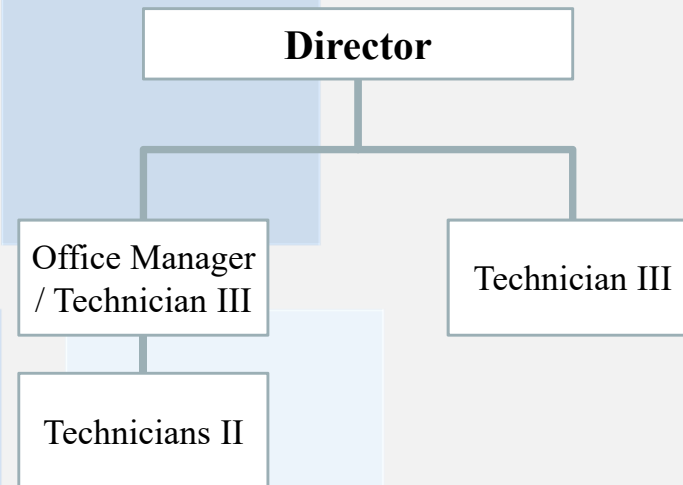 Director
Office Manager
/ Technician III
Technician III
Technicians II